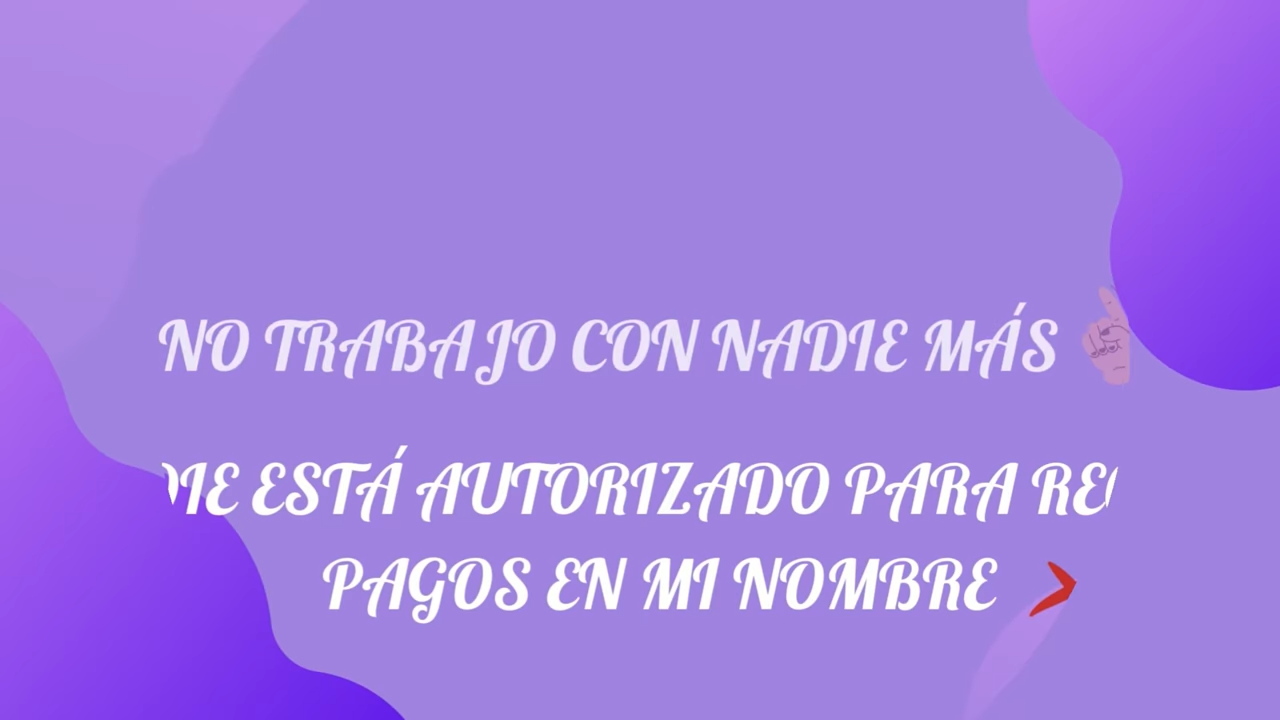 NO TRABAJO CON NADIE MÁS
ESTÁ AUTORIZADO PARA
PAGOS EN MI NOMBRE